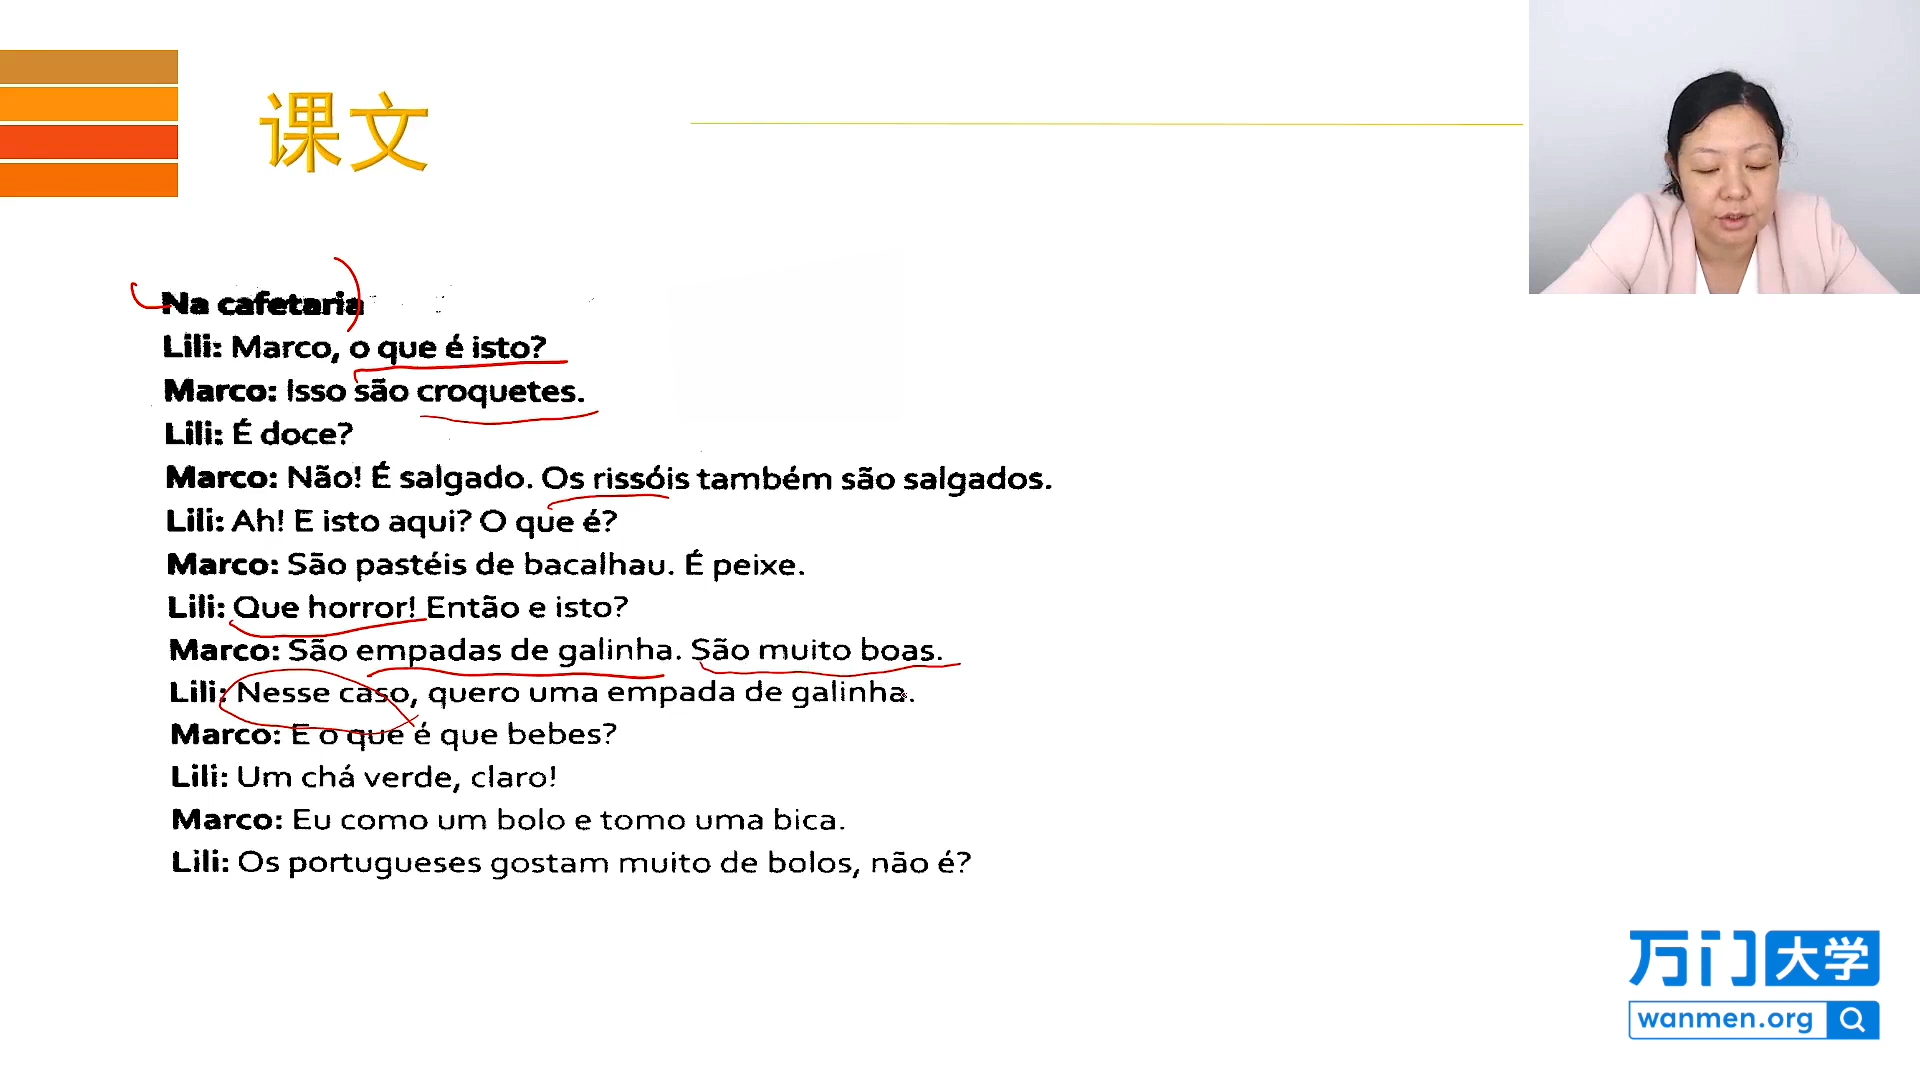 课文
Na cafetaria
Lili: Marco, o que é isto?
Marco: Isso são croquetes.
Lili: É doce?
Marco: Não! É salgado. Os rissóis também são salgados.
Lili: Ah! E isto aqui? O que é?
Marco: São pastéis de bacalhau. É peixe.
Lili: Que horror! Então e isto?
Marco: São empadas de galinha. São muito boas.
Lili: Nesse caso, quero uma empada de galinha.
Marco: E o que é que bebes?
Lili: Um chá verde, claro!
Marco: Eu como um bolo e tomo uma bica.
Lili: Os portugueses gostam muito de bolos, não é?
万门大学
wanmen.org